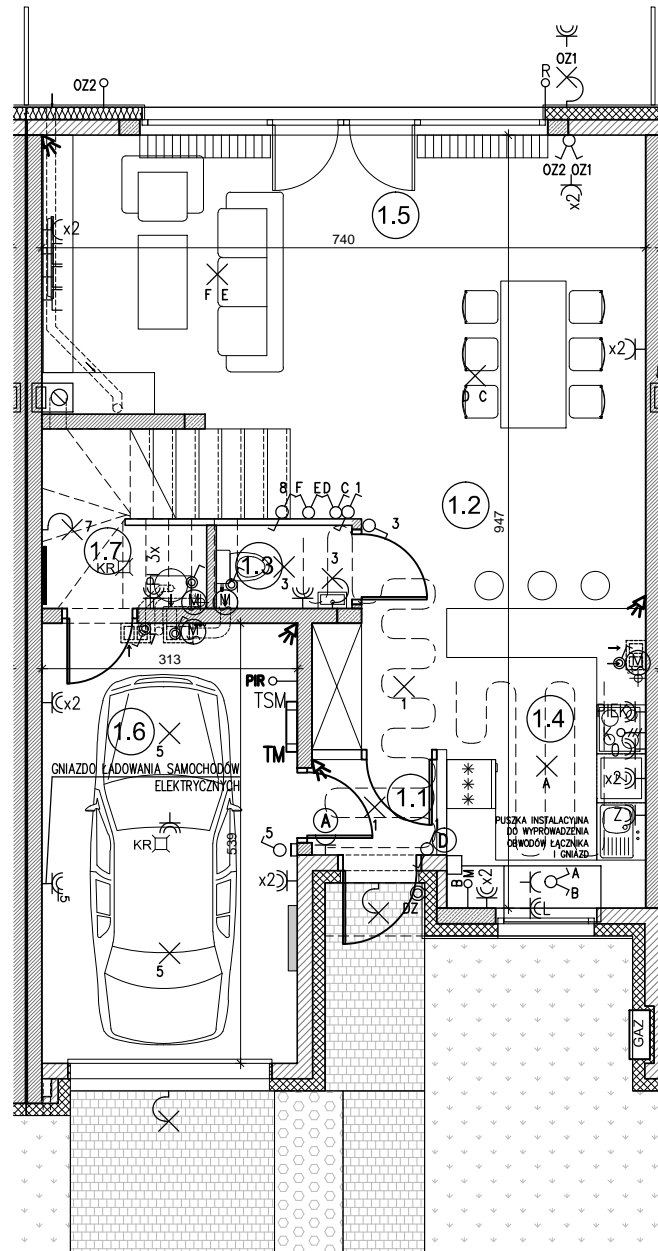 OZ1
OZ2
R
OZ2 OZ1
x2
x2
1.5
740
F E
x2
D C
8 F E D C 1
1.2
947
3
7
1.7
KR
3x
1.3
3
3
M
M
M
313
PIR
TSM
TM
1
M
1.6
5
1.4
x2
K
GNIAZDO ŁADOWANIA SAMOCHODÓW
ELEKTRYCZNYCH
A
x2
1.1
1
Z
PUSZKA INSTALACYJNA
DO WYPROWADZENIA
OBWODÓW ŁĄCZNIKA
I GNIAZD
KR
539
A
1
D
5
x2
5
B
M
x2
A
B
L
DZ
5
GAZ